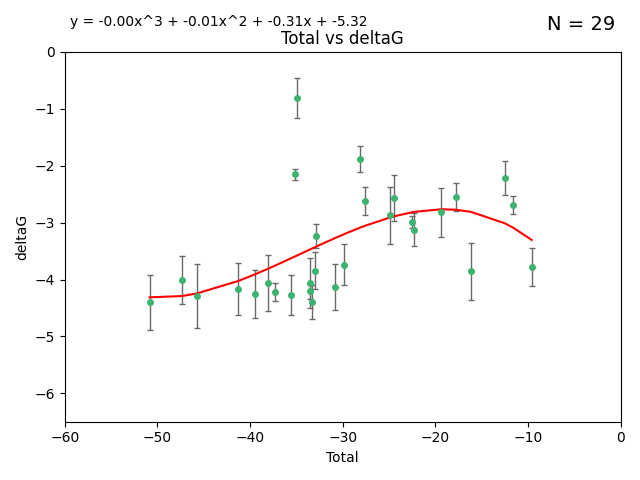 y = -0.00x^3 + -0.01x^2 + -0.31x + -5.32
N = 29
Total vs deltaG
0
−1
−2
−3
−4
−5
−6
deltaG
−60 −50 −40 −30 −20 −10 0
Total